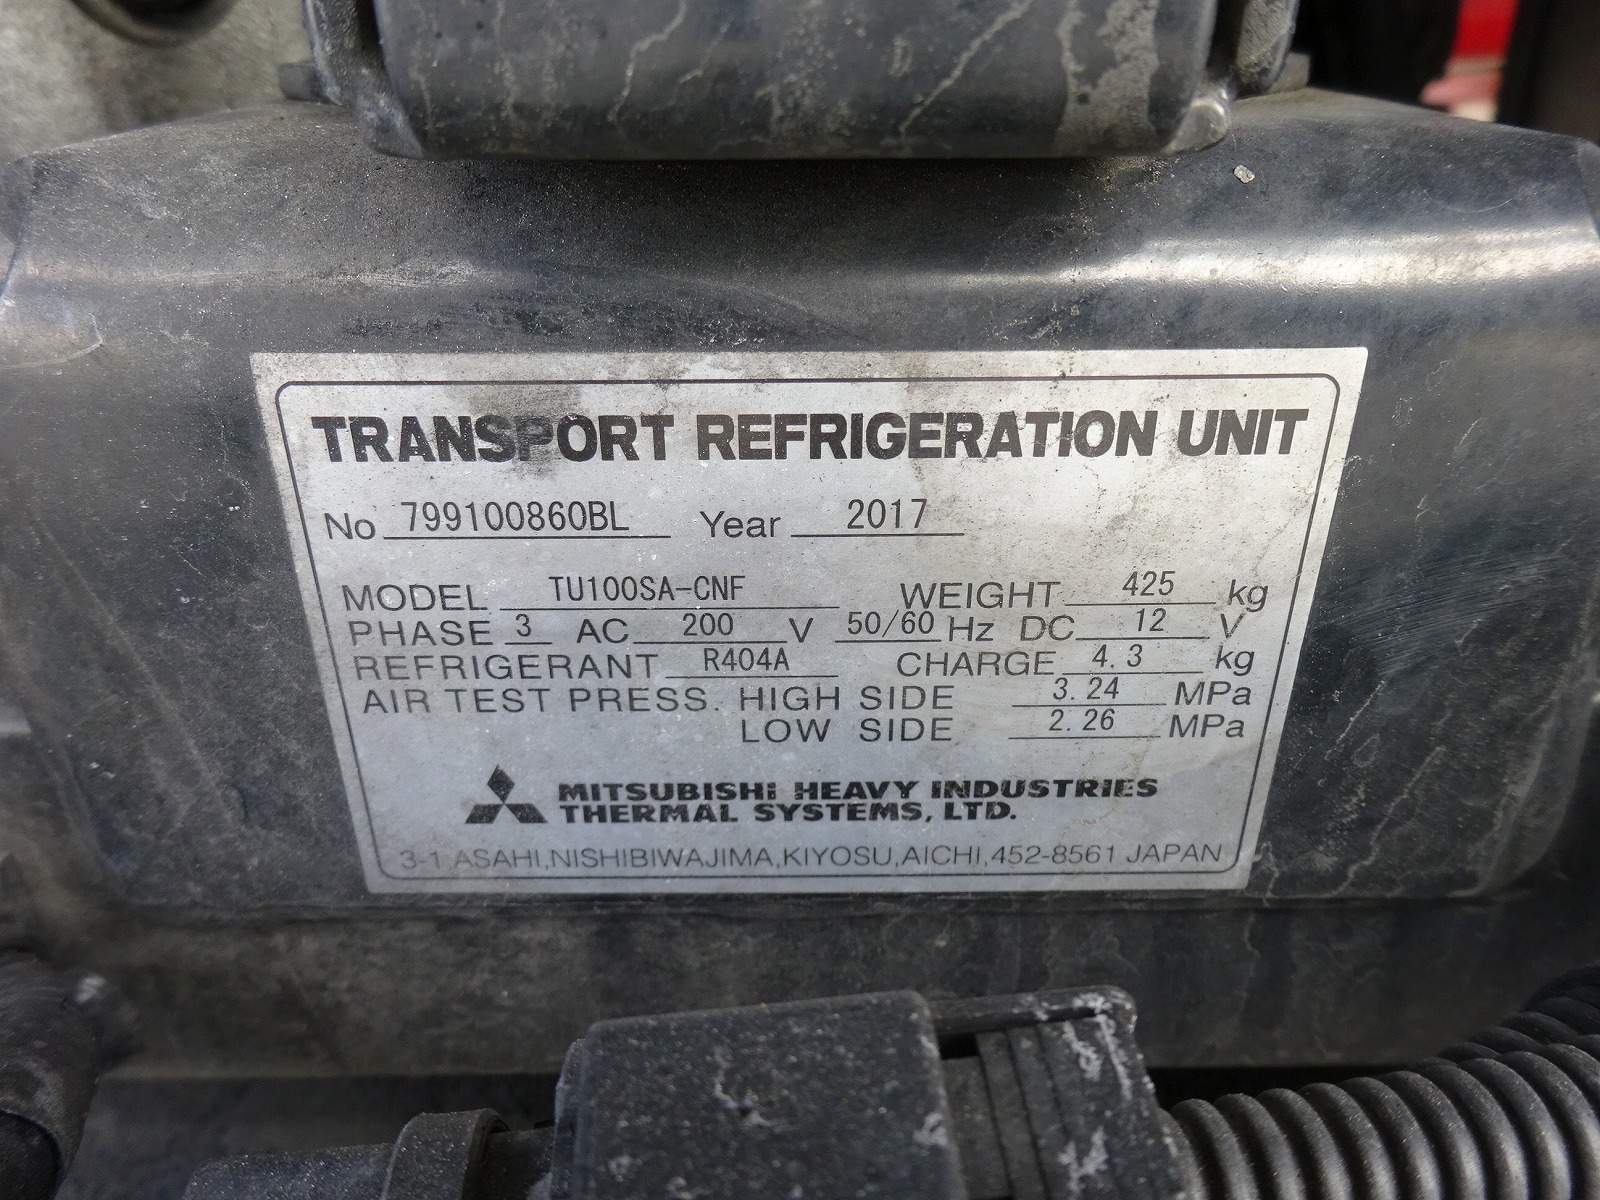 TRANSPORT REFRIGERATION UNIT
No 799100860BL Year 2017
MODEL TU100SA-CNF WEIGHT 425 kg
PHASE 3 AC 200 V 50/60 Hz DC 12 V
REFRIGERANT R404A CHARGE 4.3 kg
AIR TEST PRESS. HIGH SIDE 3.24 MPa
LOW SIDE 2.26 MPa
MITSUBISHI HEAVY INDUSTRIES
THERMAL SYSTEMS, LTD.
3-1 ASAHI,NISHIBIWAJIMA,KIYOSU,AICHI,452-8561 JAPAN